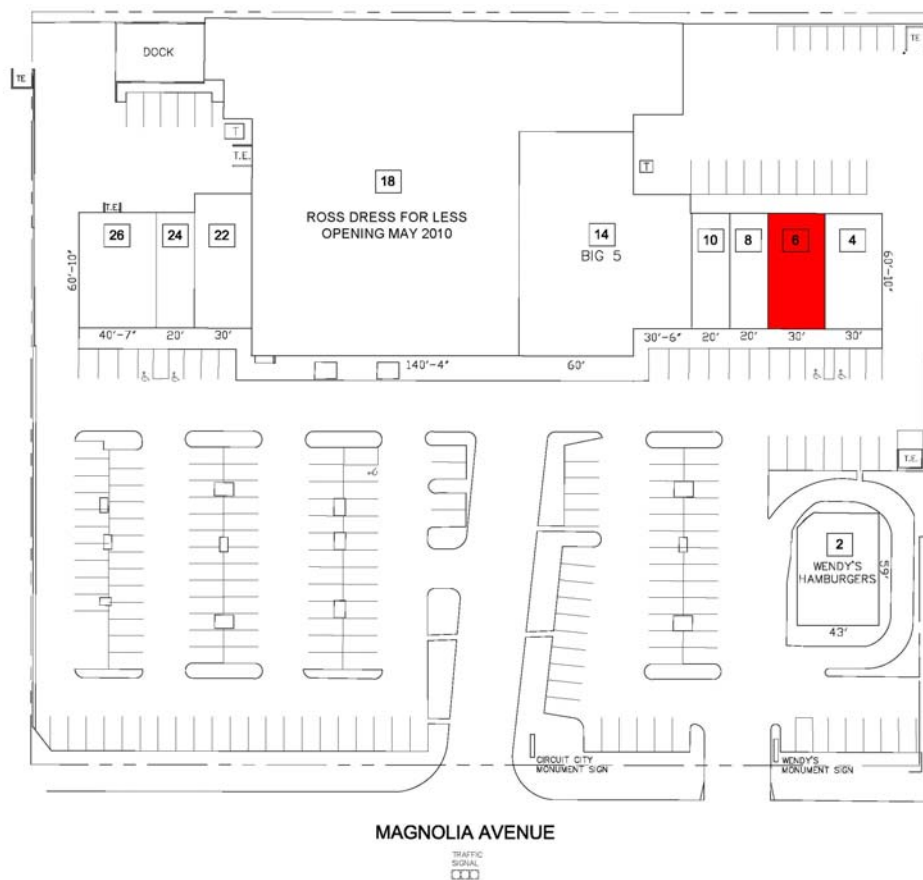 DOCK
TE
TE
T
T.E.
T
18
ROSS DRESS FOR LESS
OPENING MAY 2010
14
BIG 5
T.E.
26
24
22
10
8
6
4
60'-10"
60'-10"
40'-7"
20'
30'
140'-4"
60'
30'-6"
20'
20'
30'
30'
T.E.
2
WENDY'S
HAMBURGERS
59'
43'
CIRCUIT CITY
MONUMENT SIGN
WENDY'S
MONUMENT SIGN
MAGNOLIA AVENUE
TRAFFIC
SIGNAL